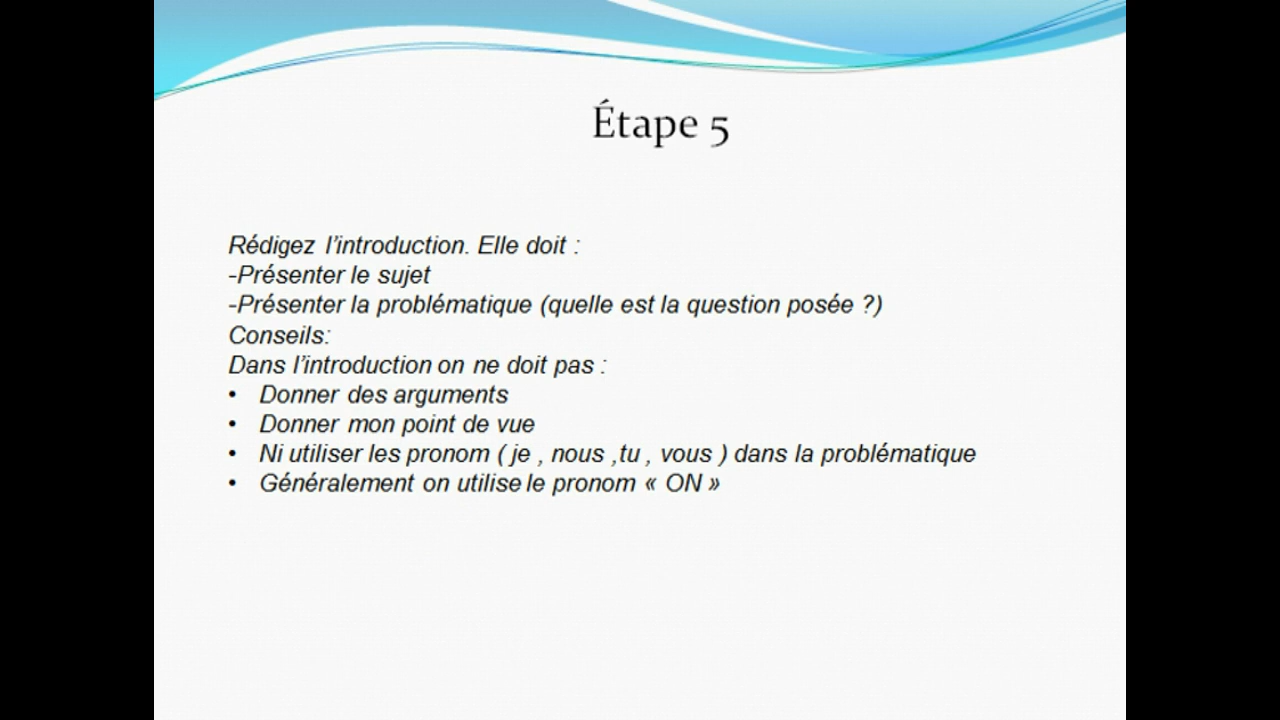 Étape 5
Rédigez l’introduction. Elle doit :
-Présenter le sujet
-Présenter la problématique (quelle est la question posée ?)
Conseils:
Dans l’introduction on ne doit pas :
• Donner des arguments
• Donner mon point de vue
• Ni utiliser les pronom ( je , nous ,tu , vous ) dans la problématique
• Généralement on utilise le pronom « ON »